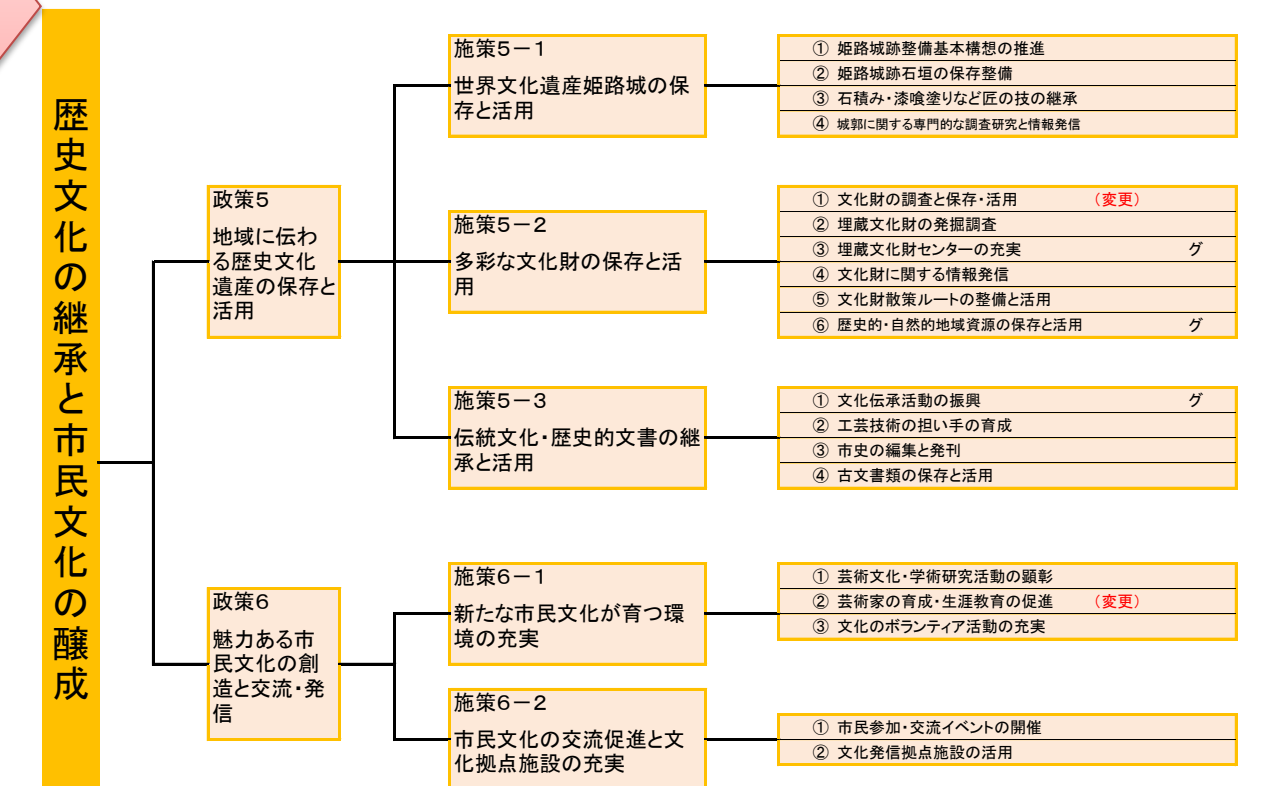 歴史文化の継承と市民文化の醸成
政策5
地域に伝わ
る歴史文化
遺産の保存と
活用
施策5－1
世界文化遺産姫路城の保
存と活用
① 姫路城跡整備基本構想の推進
② 姫路城跡石垣の保存整備
③ 石積み・漆喰塗りなど匠の技の継承
④ 城郭に関する専門的な調査研究と情報発信
施策5－2
多彩な文化財の保存と活
用
① 文化財の調査と保存・活用 （変更）
② 埋蔵文化財の発掘調査
③ 埋蔵文化財センターの充実 グ
④ 文化財に関する情報発信
⑤ 文化財散策ルートの整備と活用
⑥ 歴史的・自然的地域資源の保存と活用 グ
施策5－3
伝統文化・歴史的文書の継
承と活用
① 文化伝承活動の振興 グ
② 工芸技術の担い手の育成
③ 市史の編集と発刊
④ 古文書類の保存と活用
政策6
魅力ある市
民文化の創
造と交流・発
信
施策6－1
新たな市民文化が育つ環
境の充実
① 芸術文化・学術研究活動の顕彰
② 芸術家の育成・生涯教育の促進 （変更）
③ 文化のボランティア活動の充実
施策6－2
市民文化の交流促進と文
化拠点施設の充実
① 市民参加・交流イベントの開催
② 文化発信拠点施設の活用